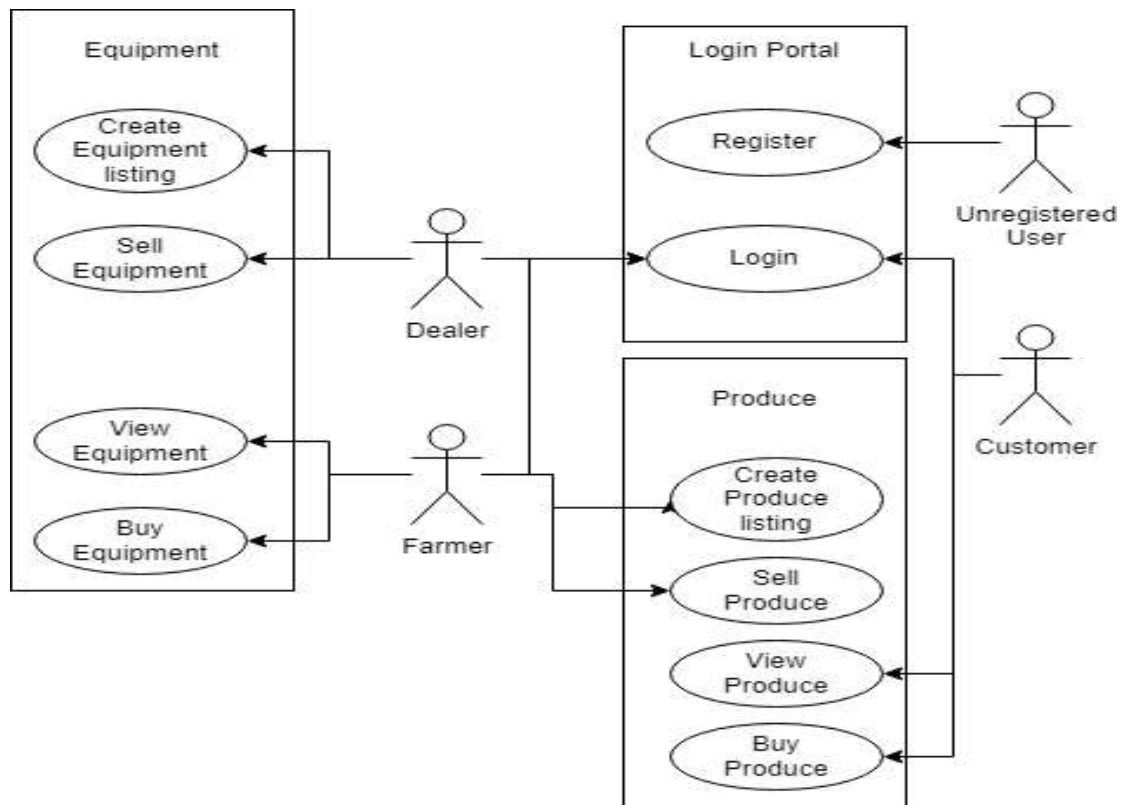 Equipment
Create
Equipment
listing
Sell
Equipment
View
Equipment
Buy
Equipment
Dealer
Farmer
Login Portal
Register
Login
Produce
Create
Produce
listing
Sell
Produce
View
Produce
Buy
Produce
Unregistered
User
Customer